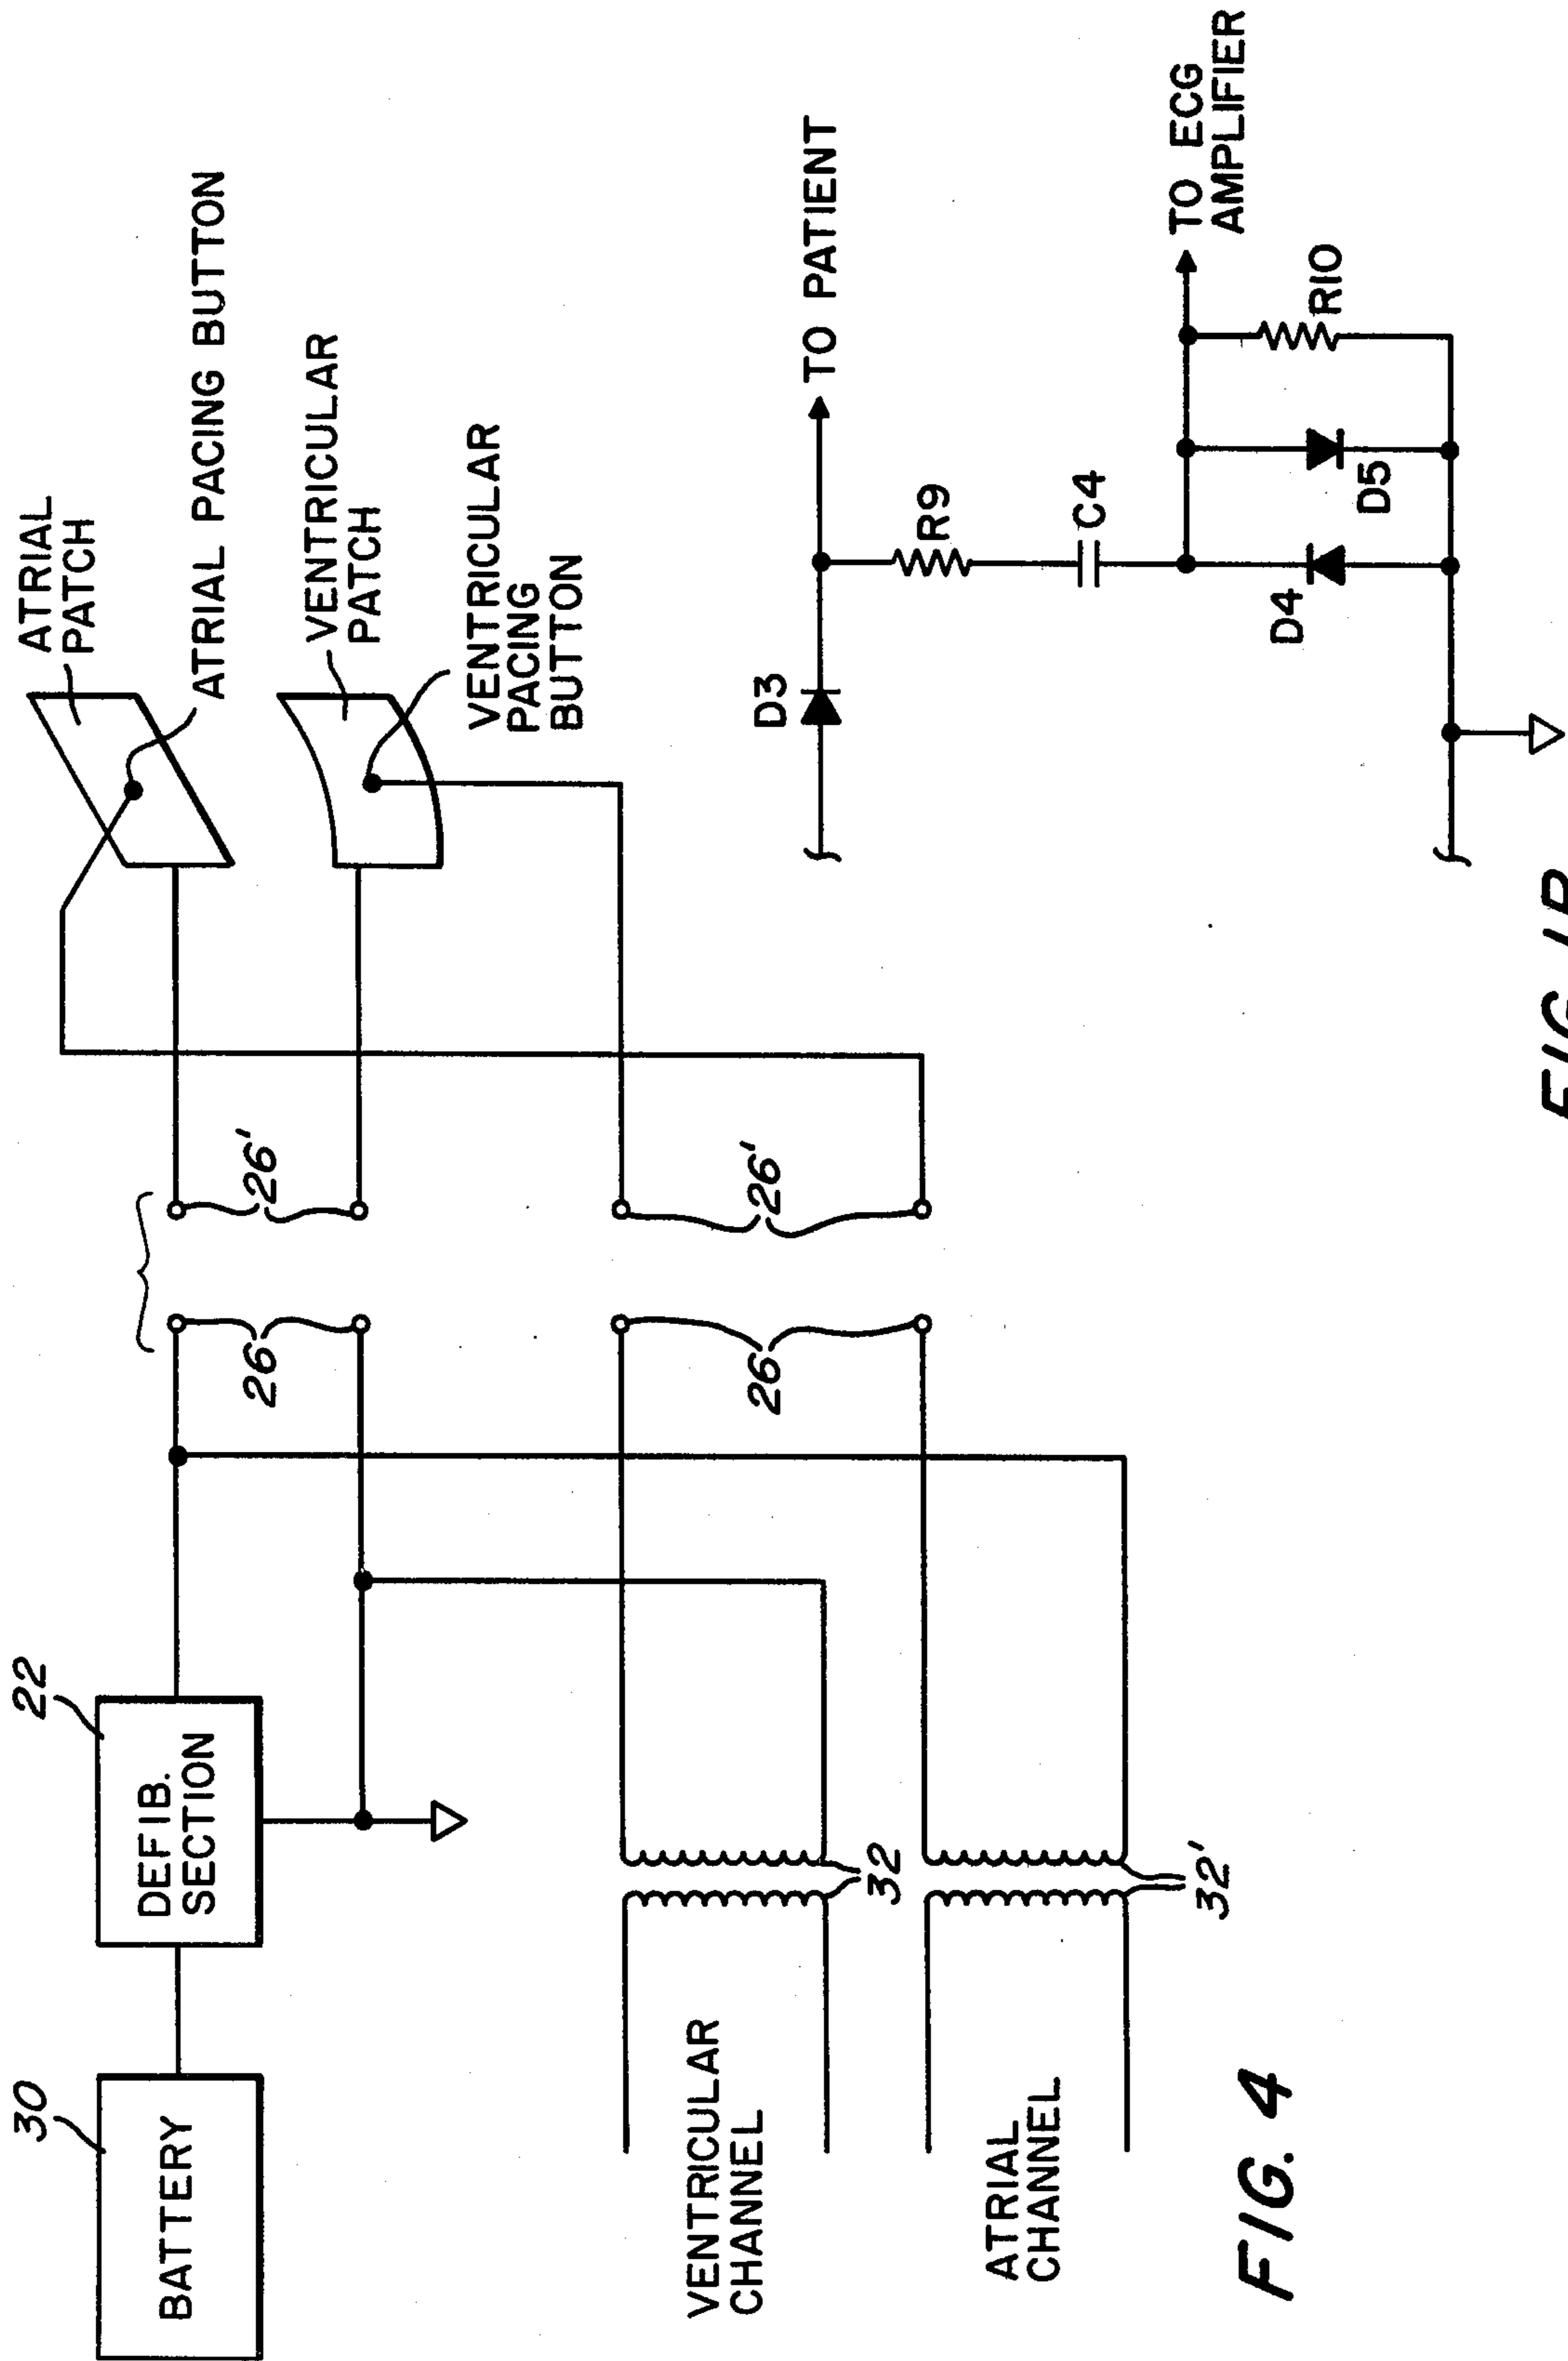 30
BATTERY
22
DEFIB.
SECTION
26
26'
ATRIAL
PATCH
ATRIAL PACING BUTTON
VENTRICULAR
PATCH
VENTRICULAR
PACING
BUTTON
26
26'
VENTRICULAR
CHANNEL
32
ATRIAL
CHANNEL
32'
FIG. 4
D3
TO PATIENT
R9
C4
TO ECG
AMPLIFIER
D4
D5
R10